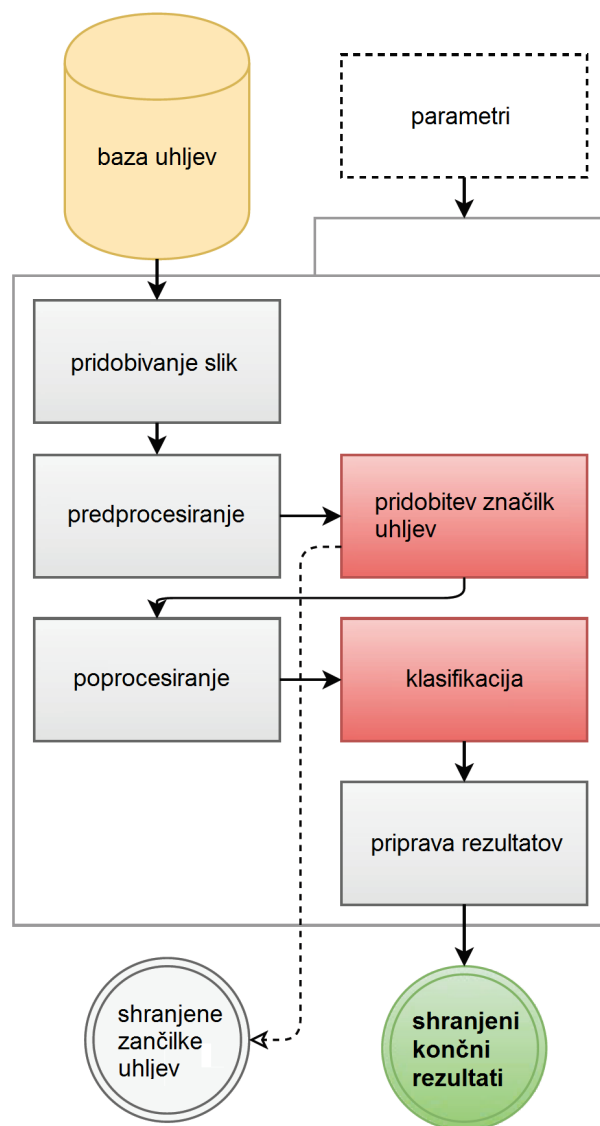 baza uhljev
parametri
pridobivanje slik
predprocesiranje
pridobitev značilk
uhljev
poprocesiranje
klasifikacija
priprava rezultatov
shranjene
zančilke
uhljev
shranjeni
končni
rezultati